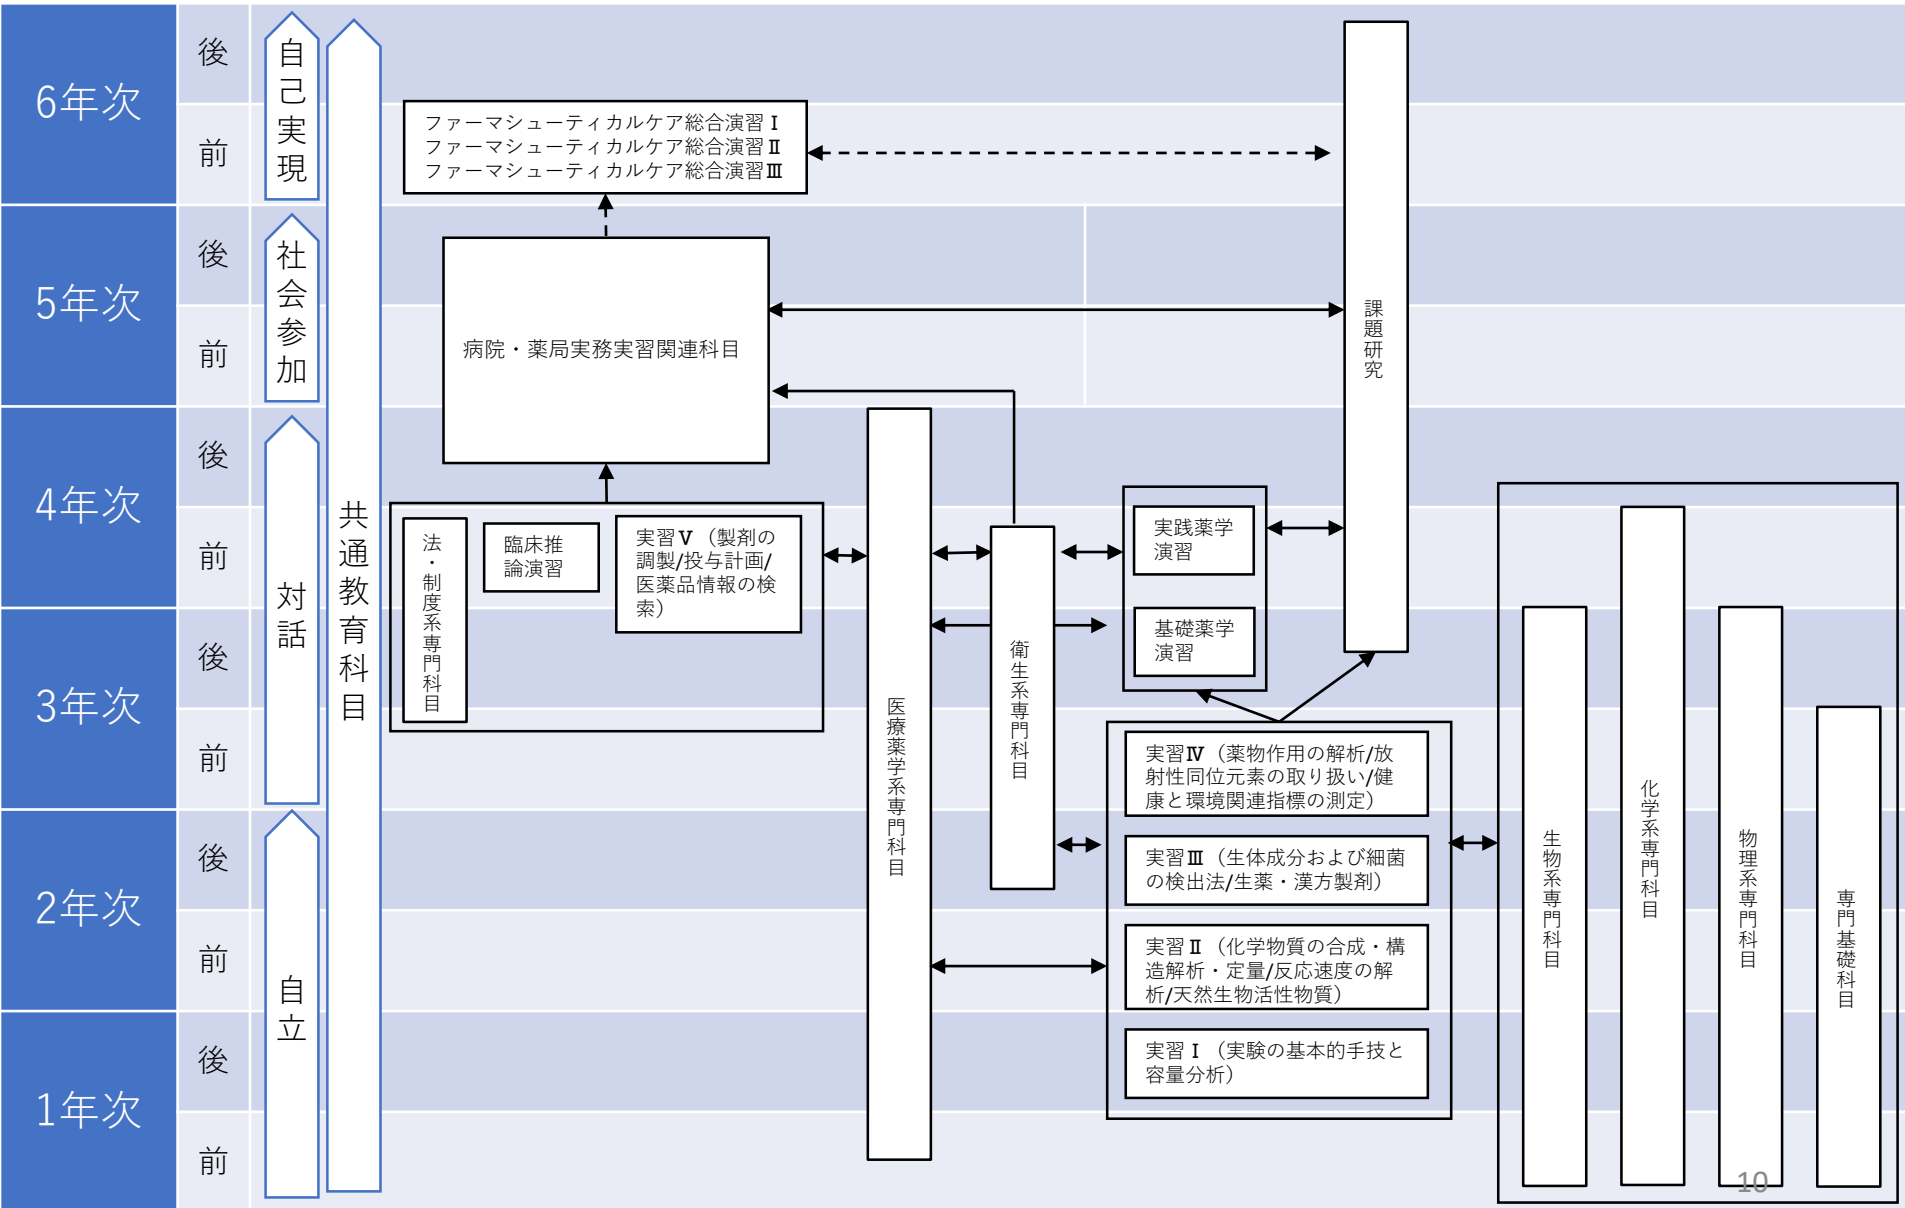 6年次
後
前
5年次
後
前
4年次
後
前
3年次
後
前
2年次
後
前
1年次
後
前
自己実現
社会参加
対話
自立
共通教育科目
ファーマシューティカルケア総合演習Ⅰ
ファーマシューティカルケア総合演習Ⅱ
ファーマシューティカルケア総合演習Ⅲ
病院・薬局実務実習関連科目
法・制度系専門科目
臨床推
論演習
実習Ⅴ（製剤の
調製/投与計画/
医薬品情報の検
索）
医療薬学系専門科目
衛生系専門科目
実践薬学
演習
基礎薬学
演習
課題研究
実習Ⅳ（薬物作用の解析/放
射性同位元素の取り扱い/健
康と環境関連指標の測定）
実習Ⅲ（生体成分および細菌
の検出法/生薬・漢方製剤）
実習Ⅱ（化学物質の合成・構
造解析・定量/反応速度の解
析/天然生物活性物質）
実習Ⅰ（実験の基本的手技と
容量分析）
生物系専門科目
化学系専門科目
物理系専門科目
専門基礎科目
10